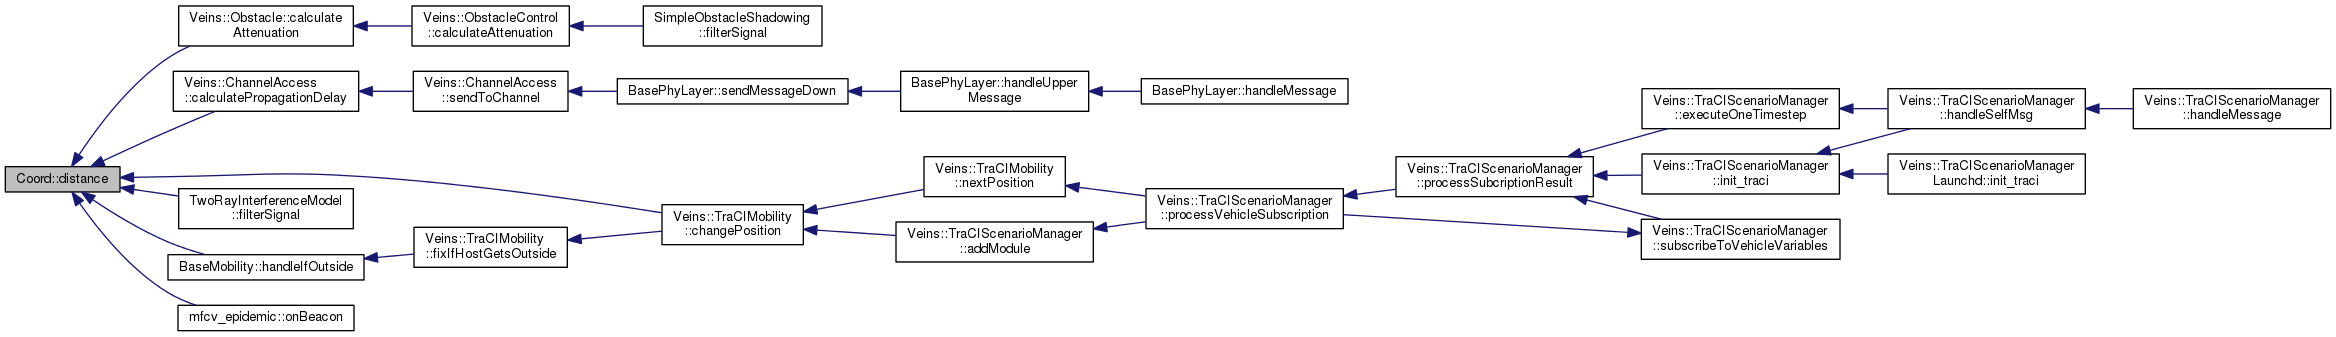 Coord::distance
Veins::Obstacle::calculate
Attenuation
Veins::ObstacleControl
::calculateAttenuation
SimpleObstacleShadowing
::filterSignal
Veins::ChannelAccess
::calculatePropagationDelay
Veins::ChannelAccess
::sendToChannel
BasePhyLayer::sendMessageDown
BasePhyLayer::handleUpper
Message
BasePhyLayer::handleMessage
Veins::TraCIMobility
::changePosition
Veins::TraCIMobility
::nextPosition
Veins::TraCIScenarioManager
::processVehicleSubscription
Veins::TraCIScenarioManager
::processSubcriptionResult
Veins::TraCIScenarioManager
::executeOneTimestep
Veins::TraCIScenarioManager
::handleSelfMsg
Veins::TraCIScenarioManager
::handleMessage
Veins::TraCIScenarioManager
::init_traci
Veins::TraCIScenarioManager
Launchd::init_traci
Veins::TraCIScenarioManager
::subscribeToVehicleVariables
Veins::TraCIScenarioManager
::addModule
TwoRayInterferenceModel
::filterSignal
BaseMobility::handleIfOutside
Veins::TraCIMobility
::fixIfHostGetsOutside
mfcv_epidemic::onBeacon